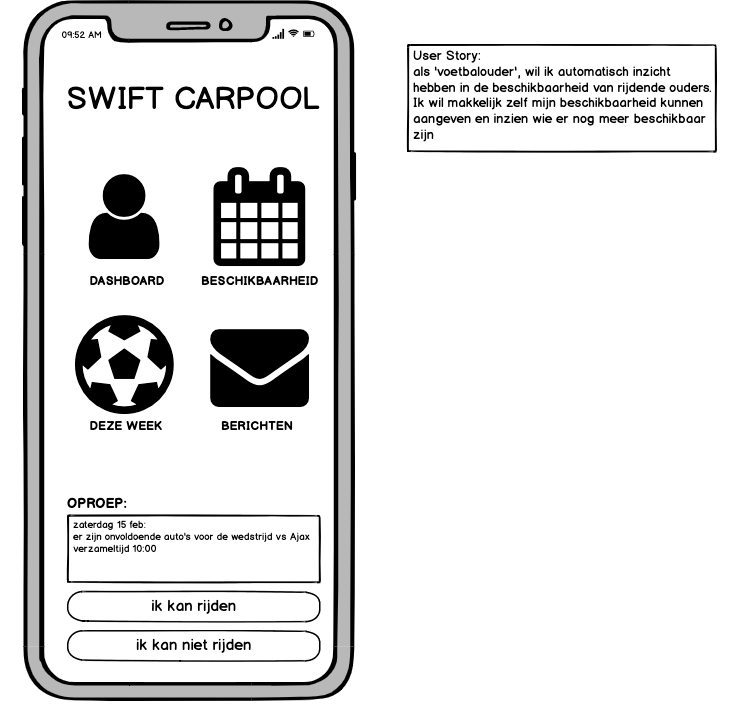 09:52 AM
SWIFT CARPOOL
DASHBOARD
BESCHIKBAARHEID
DEZE WEEK
BERICHTEN
OPROEP:
zaterdag 15 feb:
er zijn onvoldoende auto's voor de wedstrijd vs Ajax
verzameltijd 10:00
ik kan rijden
ik kan niet rijden
User Story:
als 'voetbalouder', wil ik automatisch inzicht
hebben in de beschikbaarheid van rijdende ouders.
Ik wil makkelijk zelf mijn beschikbaarheid kunnen
aangeven en inzien wie er nog meer beschikbaar
zijn